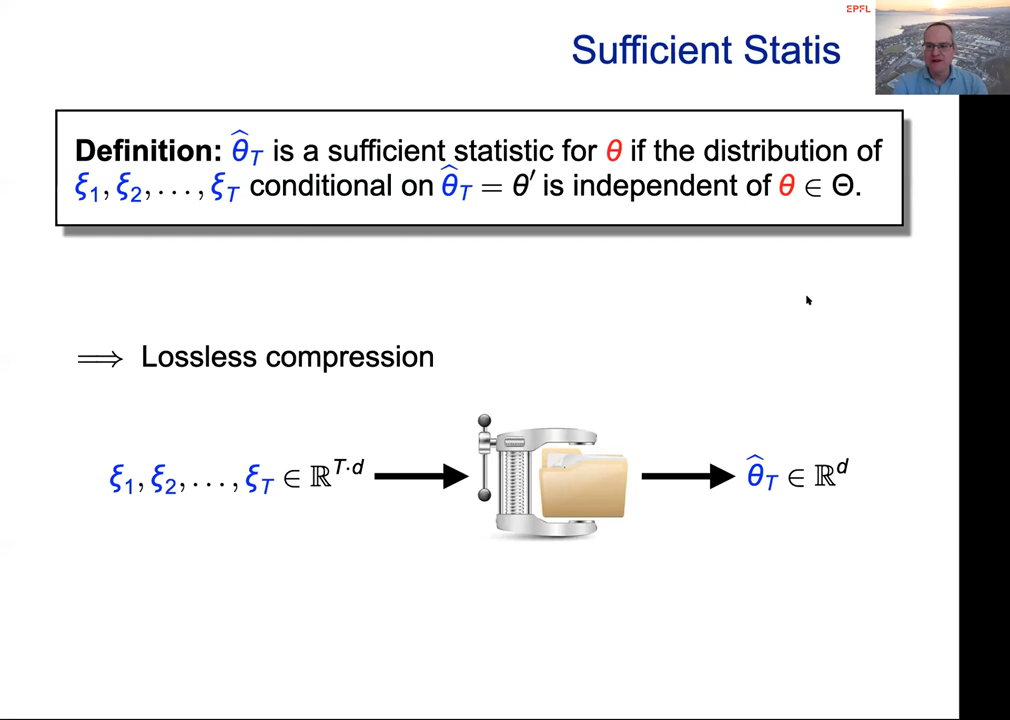 EPFL
Sufficient Statis
Definition: θ̂_T is a sufficient statistic for θ if the distribution of
ξ₁, ξ₂, . . . , ξ_T conditional on θ̂_T = θ′ is independent of θ ∈ Θ.
⟹ Lossless compression
ξ₁, ξ₂, . . . , ξ_T ∈ ℝ^{T·d} θ̂_T ∈ ℝ^d